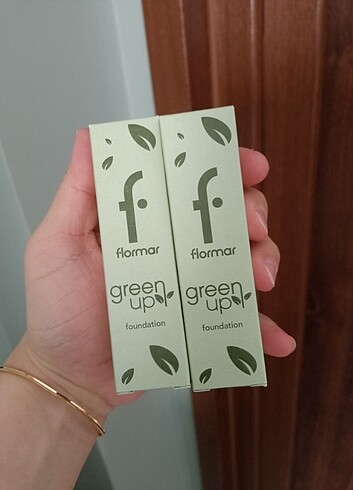 f
flormar
green
up
foundation
f
flormar
green
up
foundation